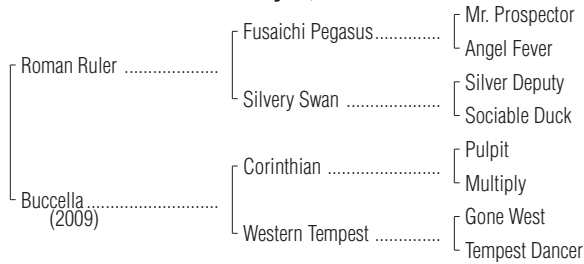 Mr. Prospector
Fusaichi Pegasus..............
Angel Fever
Roman Ruler .....................
Silver Deputy
Silvery Swan ....................
Sociable Duck
Pulpit
Corinthian ........................
Multiply
Buccella.............................
(2009)
Gone West
Western Tempest ..............
Tempest Dancer